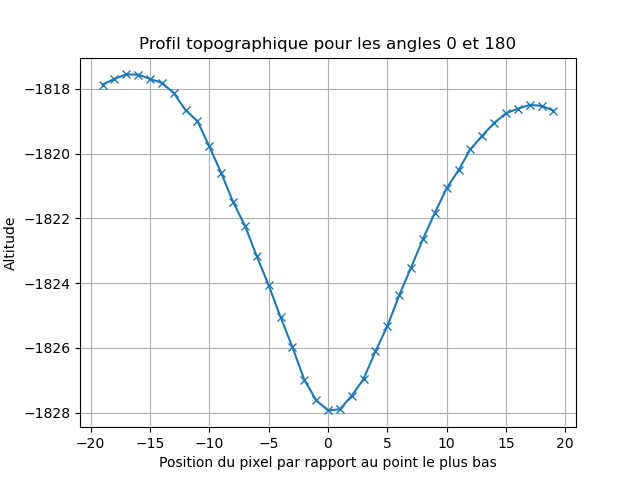 Profil topographique pour les angles 0 et 180
−1818
−1820
−1822
−1824
−1826
−1828
Altitude
−20 −15 −10 −5 0 5 10 15 20
Position du pixel par rapport au point le plus bas